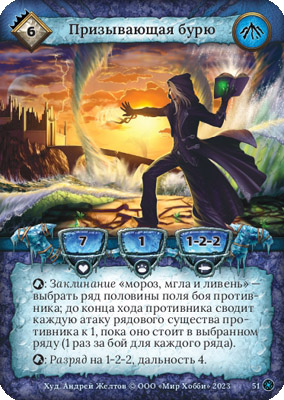 6
Призывающая бурю
7
1
1-2-2
: Заклинание «мороз, мгла и ливень» —
выбрать ряд половины поля боя против-
ника; до конца хода противника сводит
каждую атаку рядового существа про-
тивника к 1, пока оно стоит в выбранном
ряду (1 раз за бой для каждого ряда).
: Разряд на 1-2-2, дальность 4.
Худ. Андрей Желтов © ООО «Мир Хобби» 2023
51